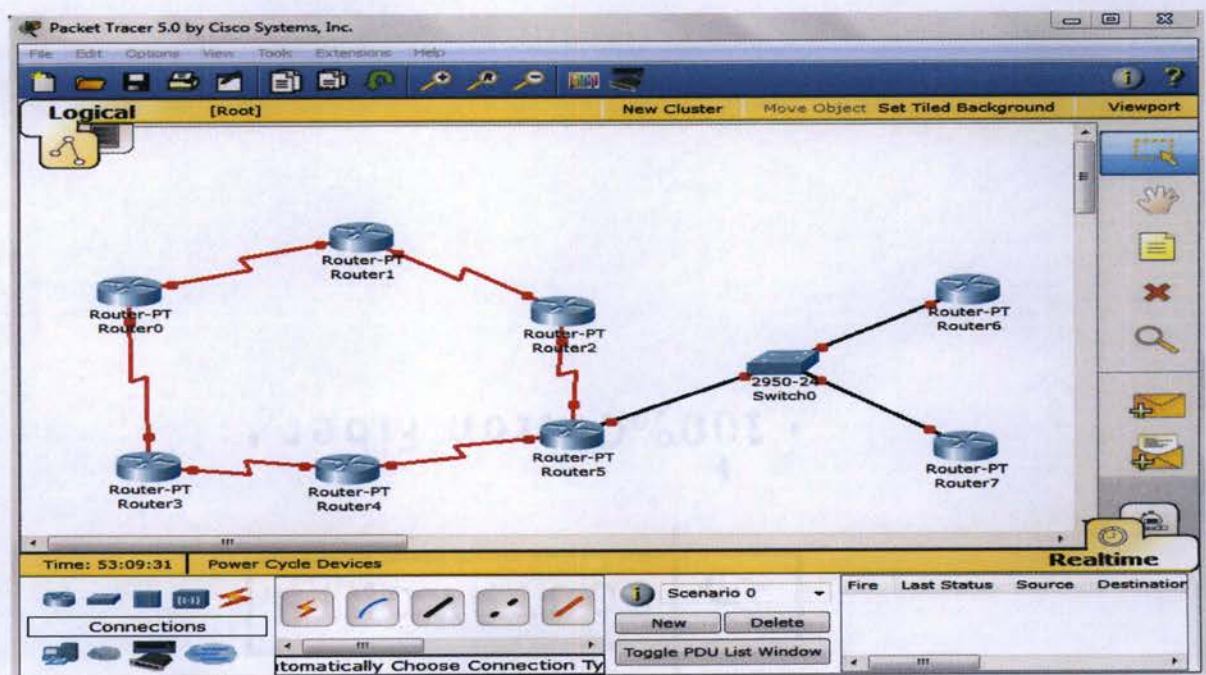 Packet Tracer 5.0 by Cisco Systems, Inc.
File Edit Options View Tools Extensions Help
Logical [Root] New Cluster Move Object Set Tiled Background Viewport
Router-PT
Router1
Router-PT
Router0
Router-PT
Router2
Router-PT
Router6
2950-24
Switch0
Router-PT
Router5
Router-PT
Router7
Router-PT
Router3
Router-PT
Router4
Time: 53:09:31 Power Cycle Devices Realtime
Fire Last Status Source Destination
Scenario 0
New Delete
Toggle PDU List Window
Connections
utomatically Choose Connection Ty